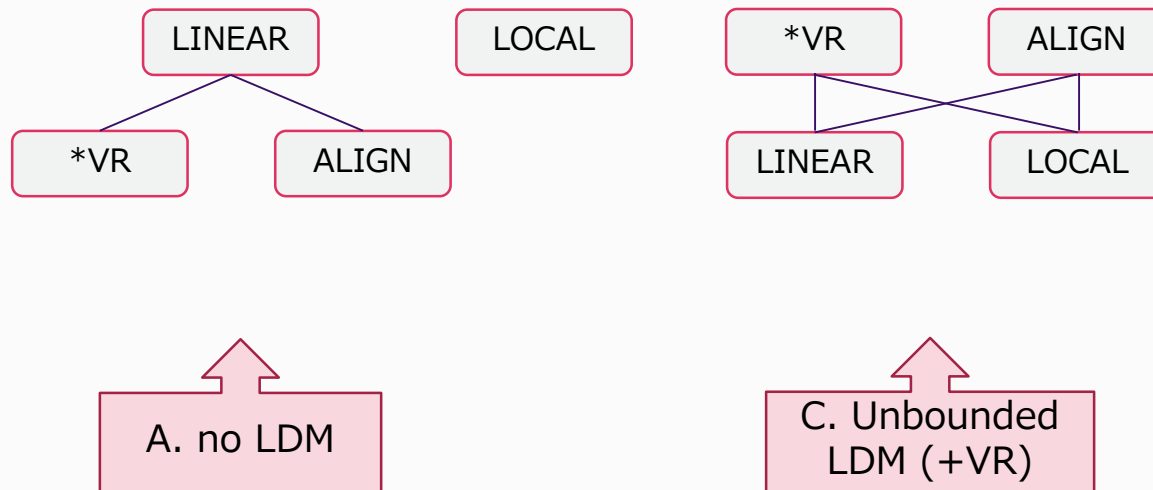 LINEAR
LOCAL
*VR
ALIGN
*VR
ALIGN
LINEAR
LOCAL
A. no LDM
C. Unbounded
LDM (+VR)